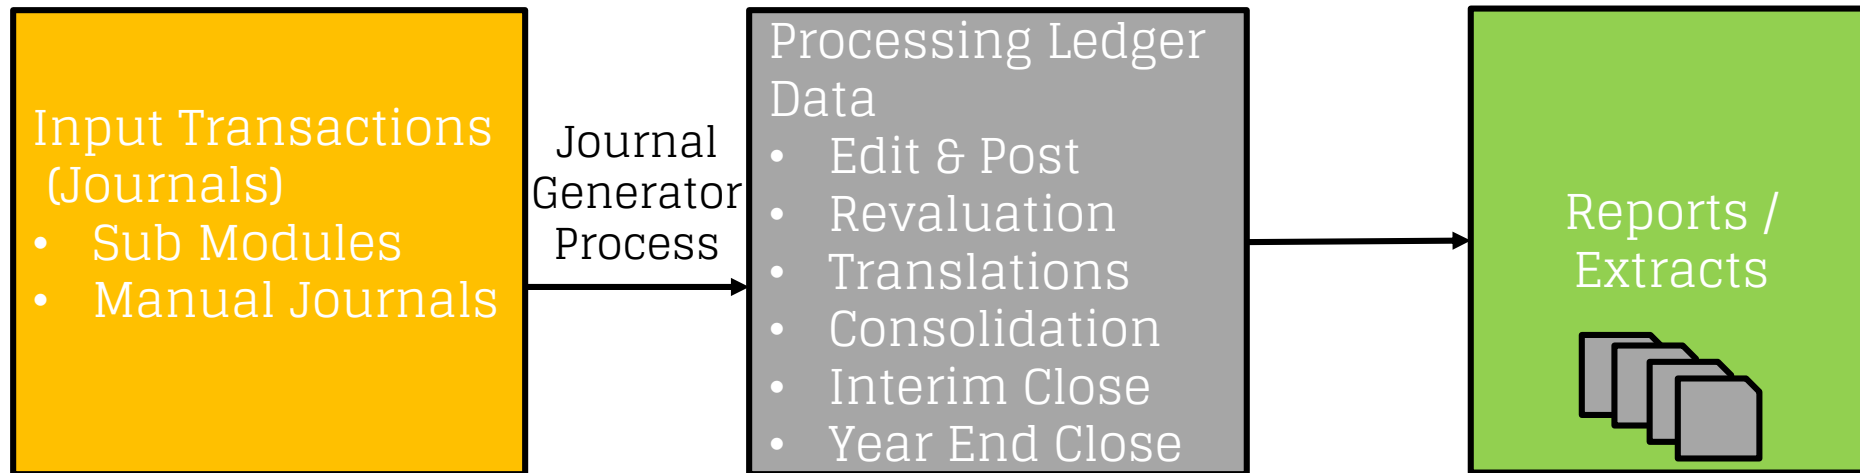 Input Transactions
(Journals)
• Sub Modules
• Manual Journals
Journal
Generator
Process
Processing Ledger
Data
• Edit & Post
• Revaluation
• Translations
• Consolidation
• Interim Close
• Year End Close
Reports /
Extracts